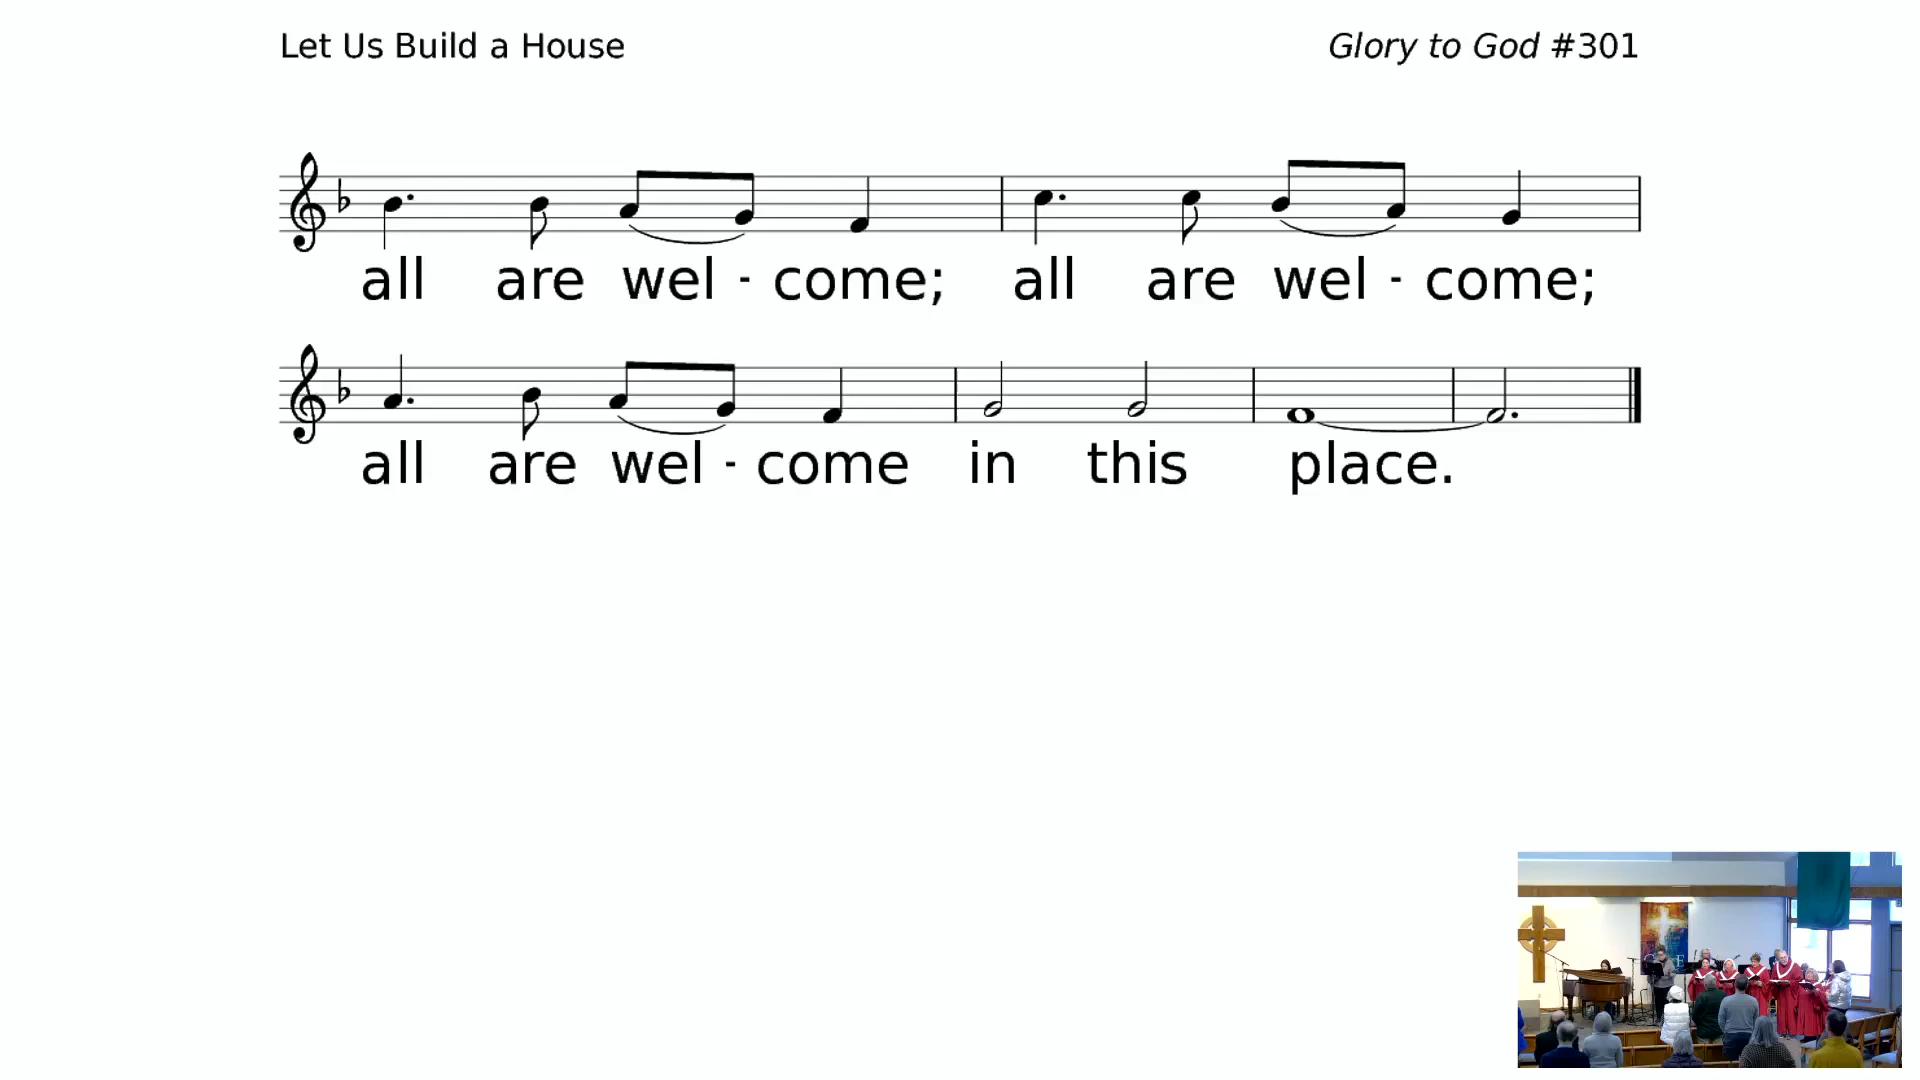 Let Us Build a House
Glory to God #301
all are wel - come; all are wel - come;
all are wel - come in this place.